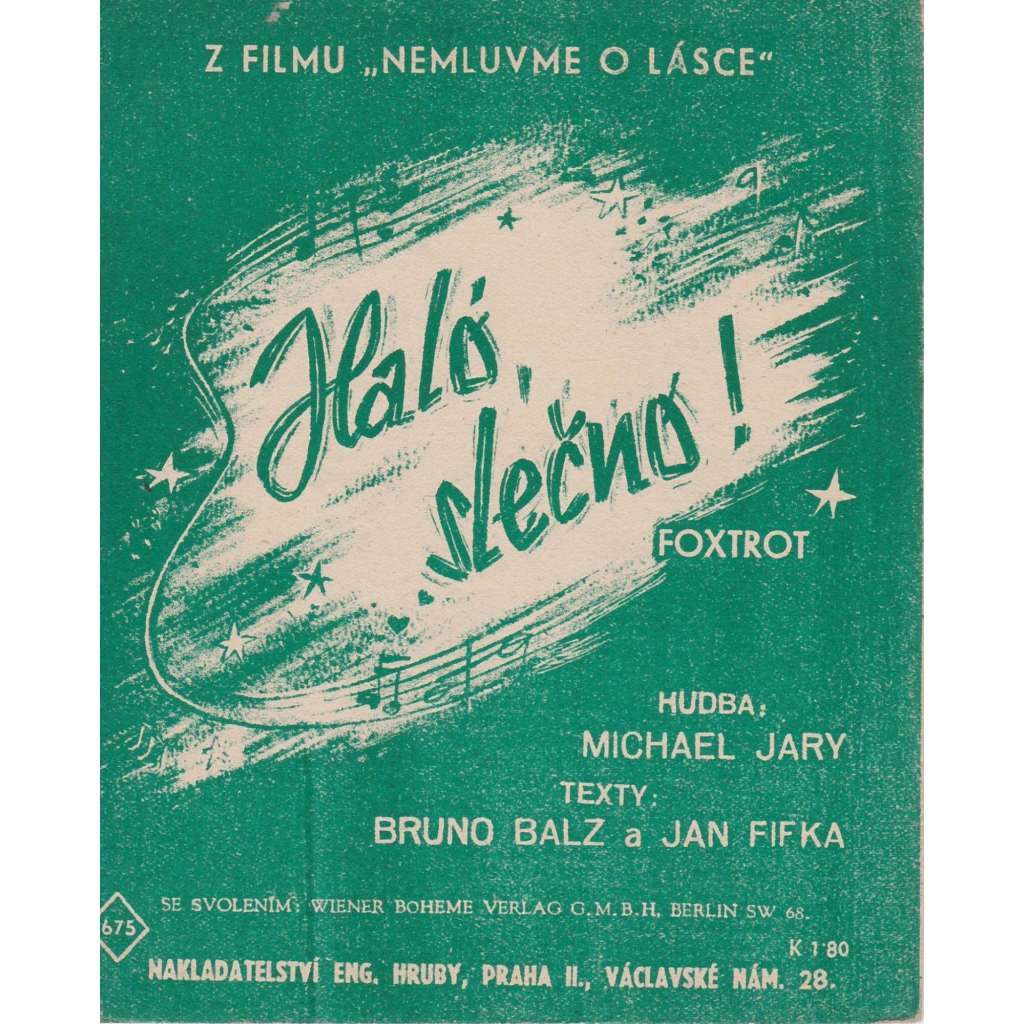 Z FILMU „NEMLUVME O LÁSCE“
Haló,
slečno!
FOXTROT
HUDBA:
MICHAEL JARY
TEXTY:
BRUNO BALZ a JAN FIFKA
675
SE SVOLENÍM: WIENER BOHEME VERLAG G.M.B.H, BERLIN SW 68.
K 1'80
NAKLADATELSTVÍ ENG. HRUBY, PRAHA II., VÁCLAVSKÉ NÁM. 28.